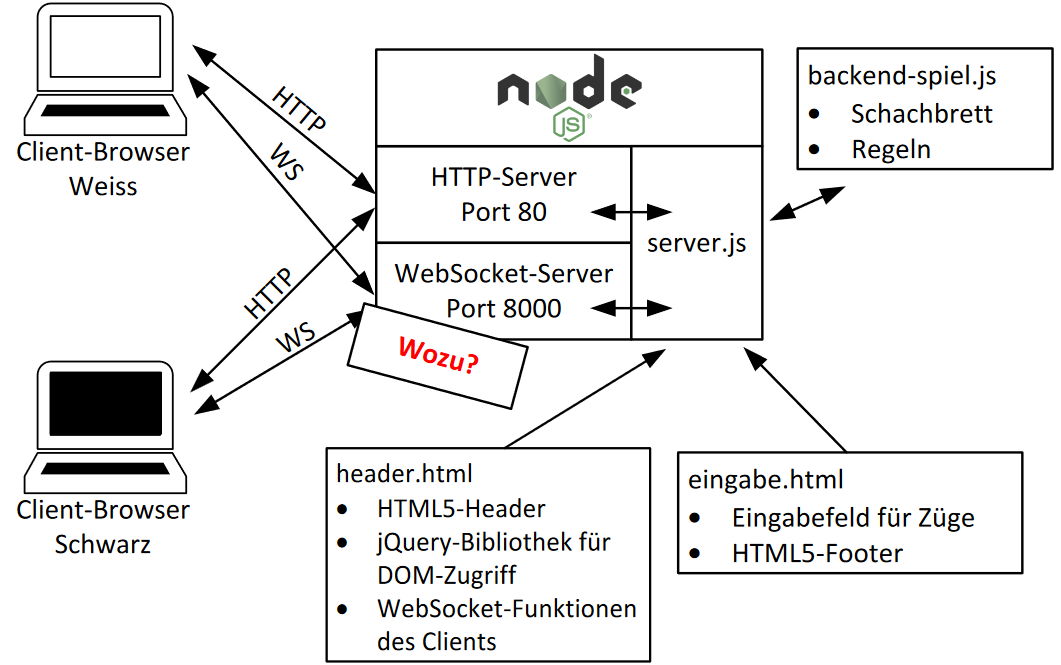 node
JS
®
HTTP
WS
Client-Browser
Weiss
HTTP-Server
Port 80
WebSocket-Server
Port 8000
server.js
backend-spiel.js
• Schachbrett
• Regeln
HTTP
WS
Wozu?
Client-Browser
Schwarz
header.html
• HTML5-Header
• jQuery-Bibliothek für
DOM-Zugriff
• WebSocket-Funktionen
des Clients
eingabe.html
• Eingabefeld für Züge
• HTML5-Footer